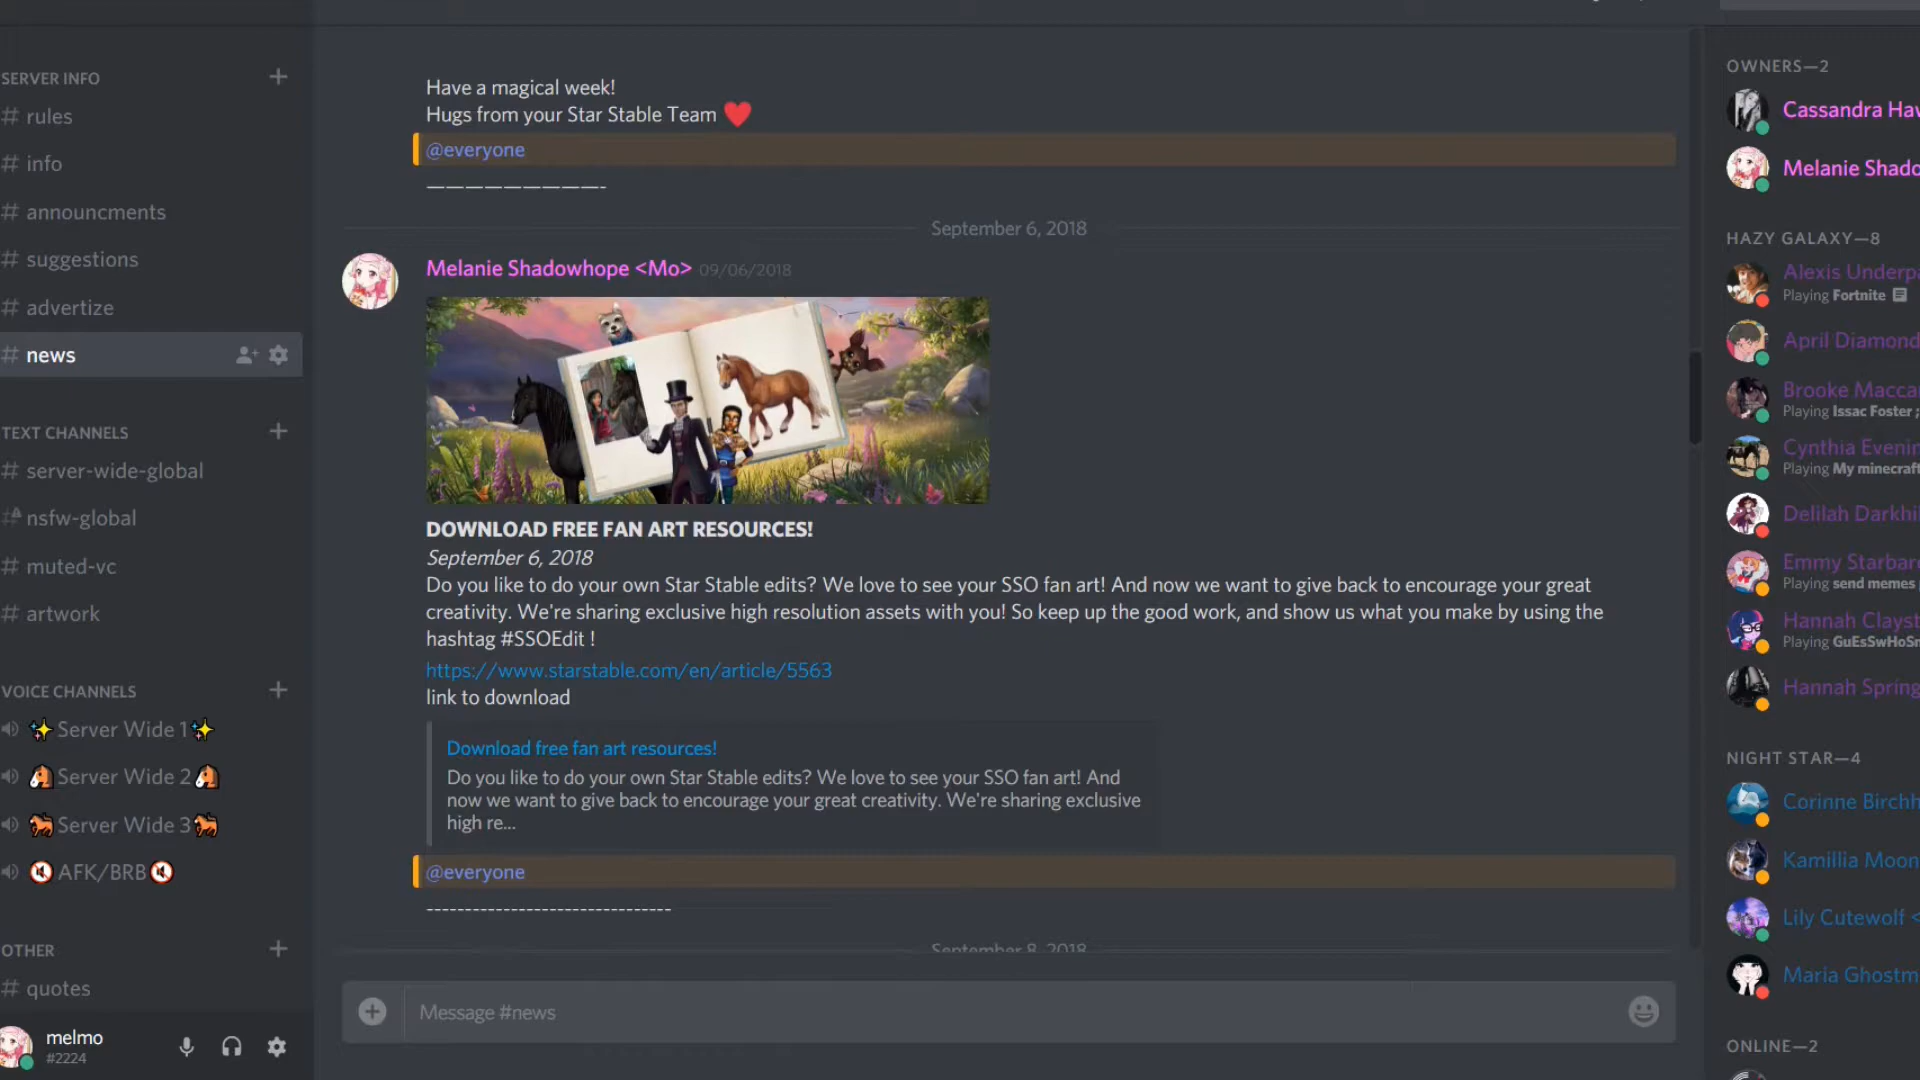 SERVER INFO
# rules
# info
# announcments
# suggestions
# advertize
# news
TEXT CHANNELS
# server-wide-global
# nsfw-global
# muted-vc
# artwork
VOICE CHANNELS
✨Server Wide 1✨
🐴Server Wide 2🐴
🐎Server Wide 3🐎
🔇AFK/BRB🔇
OTHER
# quotes
melmo
#2224
Have a magical week!
Hugs from your Star Stable Team ❤️
@everyone
—————————-
September 6, 2018
Melanie Shadowhope <Mo> 09/06/2018
DOWNLOAD FREE FAN ART RESOURCES!
September 6, 2018
Do you like to do your own Star Stable edits? We love to see your SSO fan art! And now we want to give back to encourage your great
creativity. We're sharing exclusive high resolution assets with you! So keep up the good work, and show us what you make by using the
hashtag #SSOEdit !
https://www.starstable.com/en/article/5563
link to download
Download free fan art resources!
Do you like to do your own Star Stable edits? We love to see your SSO fan art! And
now we want to give back to encourage your great creativity. We're sharing exclusive
high re...
@everyone
--------------------------------
September 8, 2018
Message #news
OWNERS—2
Cassandra Hav
Melanie Shado
HAZY GALAXY—8
Alexis Underpa
Playing Fortnite
April Diamond
Brooke Maccar
Playing Issac Foster ;
Cynthia Evenin
Playing My minecraft
Delilah Darkhil
Emmy Starbard
Playing send memes
Hannah Clayst
Playing GuEsSwHoSn
Hannah Spring
NIGHT STAR—4
Corinne Birchh
Kamillia Moon
Lily Cutewolf <
Maria Ghostm
ONLINE—2